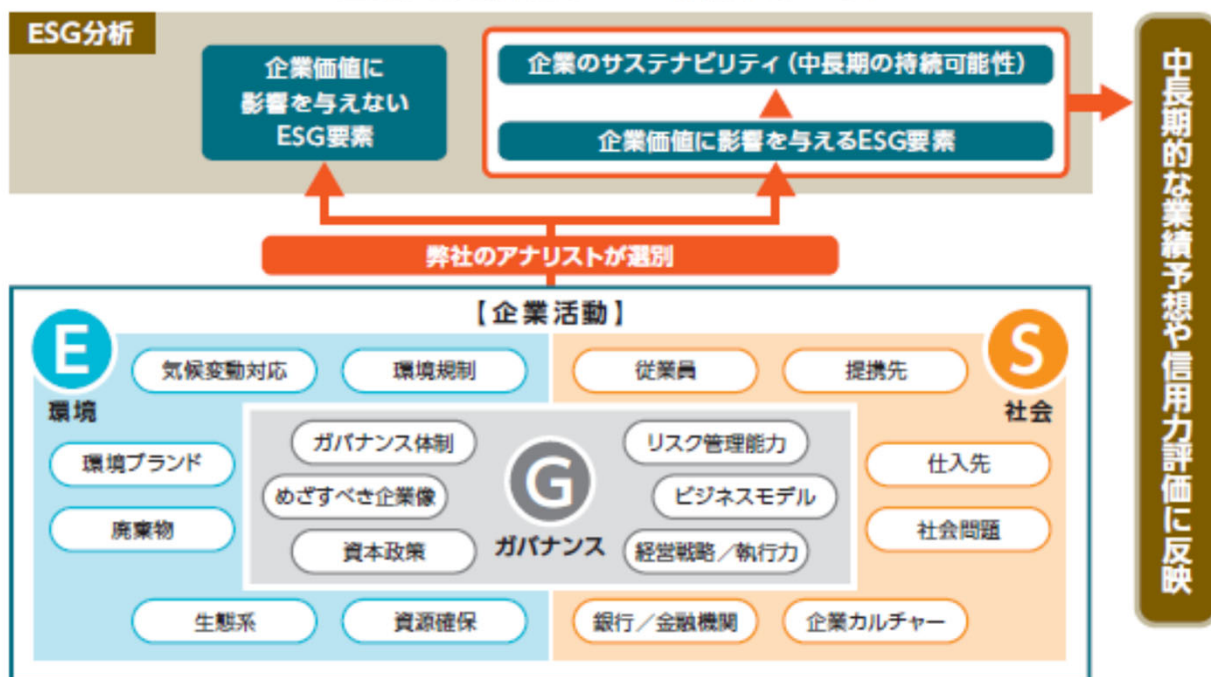 ESG分析
企業価値に
影響を与えない
ESG要素
企業のサステナビリティ(中長期の持続可能性)
企業価値に影響を与えるESG要素
中長期的な業績予想や信用力評価に反映
弊社のアナリストが選別
【企業活動】
E
環境
S
社会
気候変動対応
環境規制
従業員
提携先
環境ブランド
廃棄物
ガバナンス体制
めざすべき企業像
資本政策
G
ガバナンス
リスク管理能力
ビジネスモデル
経営戦略/執行力
仕入先
社会問題
生態系
資源確保
銀行/金融機関
企業カルチャー